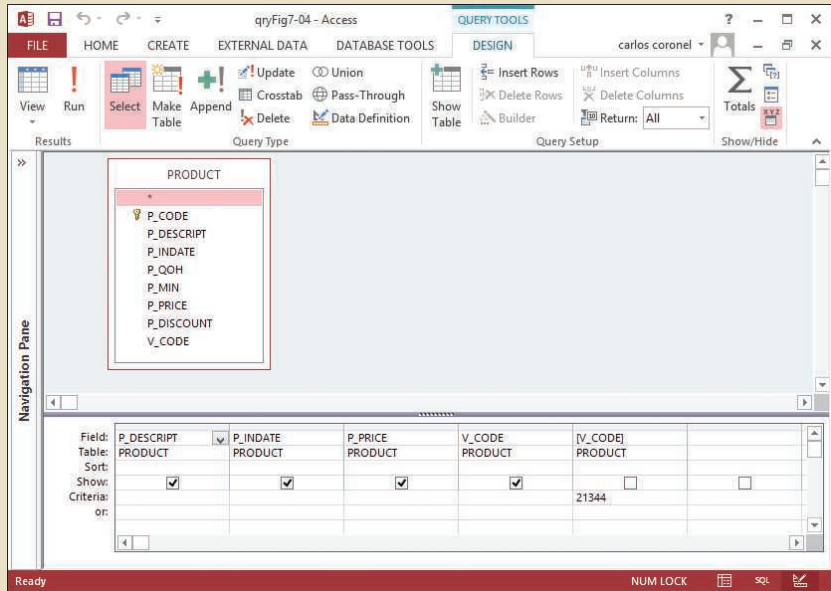 qryFig7-04 - Access
QUERY TOOLS
?
FILE HOME CREATE EXTERNAL DATA DATABASE TOOLS DESIGN carlos coronel
View
Run
Select
Make Table
Append
Update
Crosstab
Delete
Union
Pass-Through
Data Definition
Show Table
Insert Rows
Delete Rows
Builder
Insert Columns
Delete Columns
Return: All
Totals
Results
Query Type
Query Setup
Show/Hide
Navigation Pane
PRODUCT
*
P_CODE
P_DESCRIPT
P_INDATE
P_QOH
P_MIN
P_PRICE
P_DISCOUNT
V_CODE
Field: P_DESCRIPT P_INDATE P_PRICE V_CODE [V_CODE]
Table: PRODUCT PRODUCT PRODUCT PRODUCT PRODUCT
Sort:
Show:
Criteria: 21344
or:
Ready
NUM LOCK
SQL